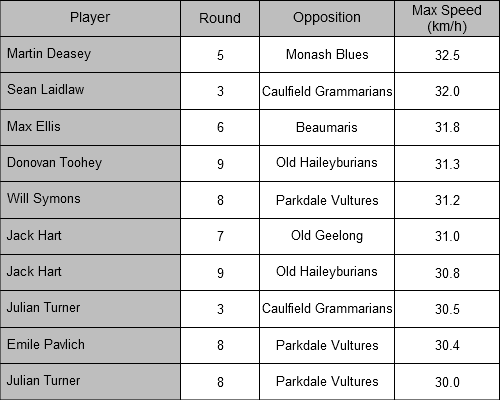 Player Round Opposition Max Speed (km/h)
Martin Deasey 5 Monash Blues 32.5
Sean Laidlaw 3 Caulfield Grammarians 32.0
Max Ellis 6 Beaumaris 31.8
Donovan Toohey 9 Old Haileyburians 31.3
Will Symons 8 Parkdale Vultures 31.2
Jack Hart 7 Old Geelong 31.0
Jack Hart 9 Old Haileyburians 30.8
Julian Turner 3 Caulfield Grammarians 30.5
Emile Pavlich 8 Parkdale Vultures 30.4
Julian Turner 8 Parkdale Vultures 30.0